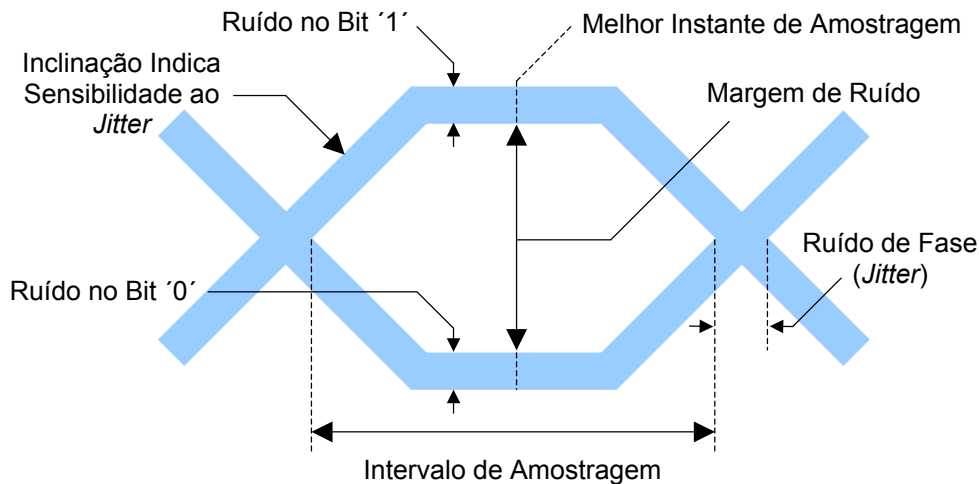 Ruído no Bit ´1´
Melhor Instante de Amostragem
Inclinação Indica
Sensibilidade ao
Jitter
Margem de Ruído
Ruído de Fase
(Jitter)
Ruído no Bit ´0´
Intervalo de Amostragem